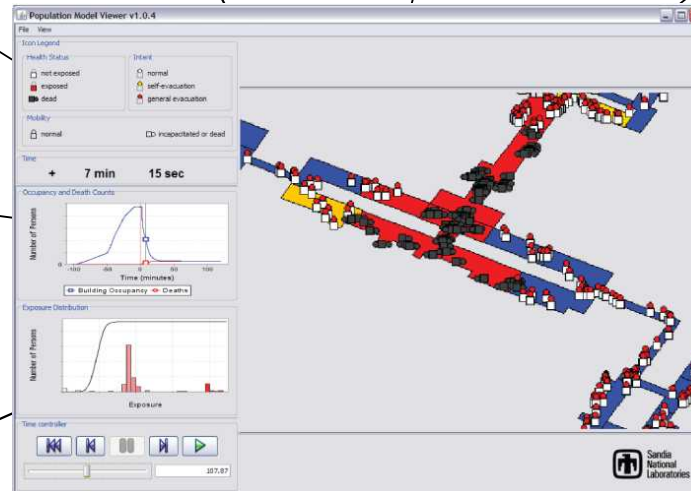 Population Model Viewer v1.0.4
File View
Icon Legend
Health Status
not exposed
exposed
dead
Intent
normal
self-evacuation
general evacuation
Mobility
normal
incapacitated or dead
Time
+ 7 min 15 sec
Occupancy and Death Counts
Number of Persons
0
-100 -50 0 50 100
Time (minutes)
Building Occupancy Deaths
Exposure Distribution
Number of Persons
Exposure
Time controller
107.87
Sandia
National
Laboratories